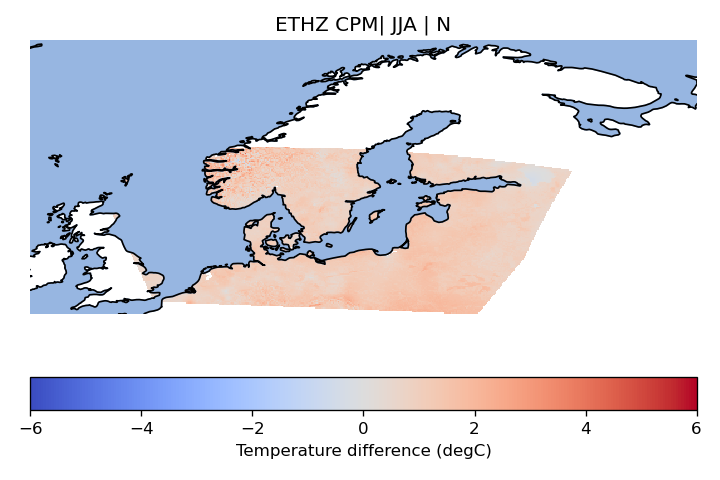 ETHZ CPM| JJA | N
−6 −4 −2 0 2 4 6
Temperature difference (degC)